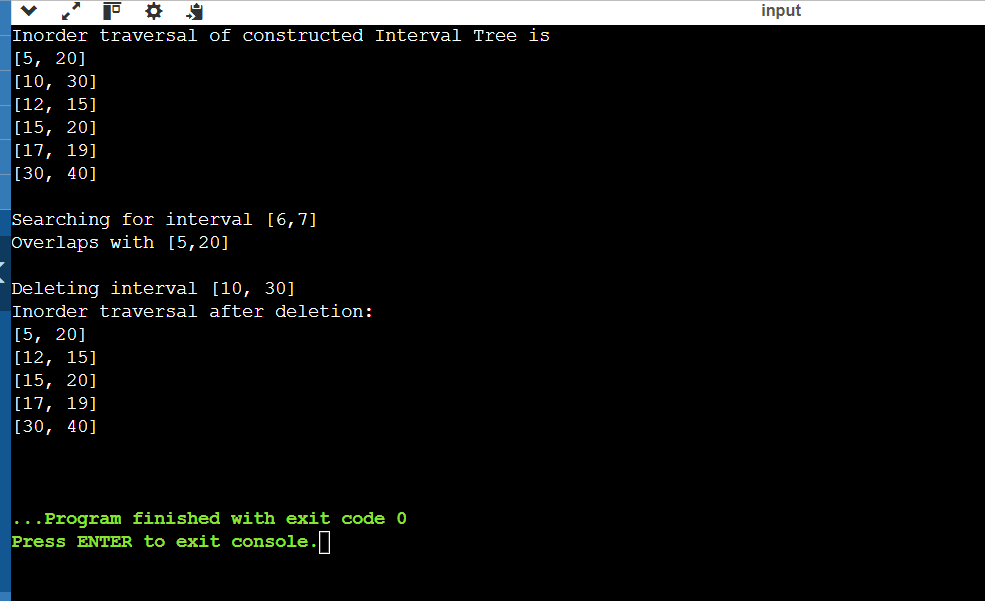 input
Inorder traversal of constructed Interval Tree is
[5, 20]
[10, 30]
[12, 15]
[15, 20]
[17, 19]
[30, 40]
Searching for interval [6,7]
Overlaps with [5,20]
Deleting interval [10, 30]
Inorder traversal after deletion:
[5, 20]
[12, 15]
[15, 20]
[17, 19]
[30, 40]
...Program finished with exit code 0
Press ENTER to exit console.